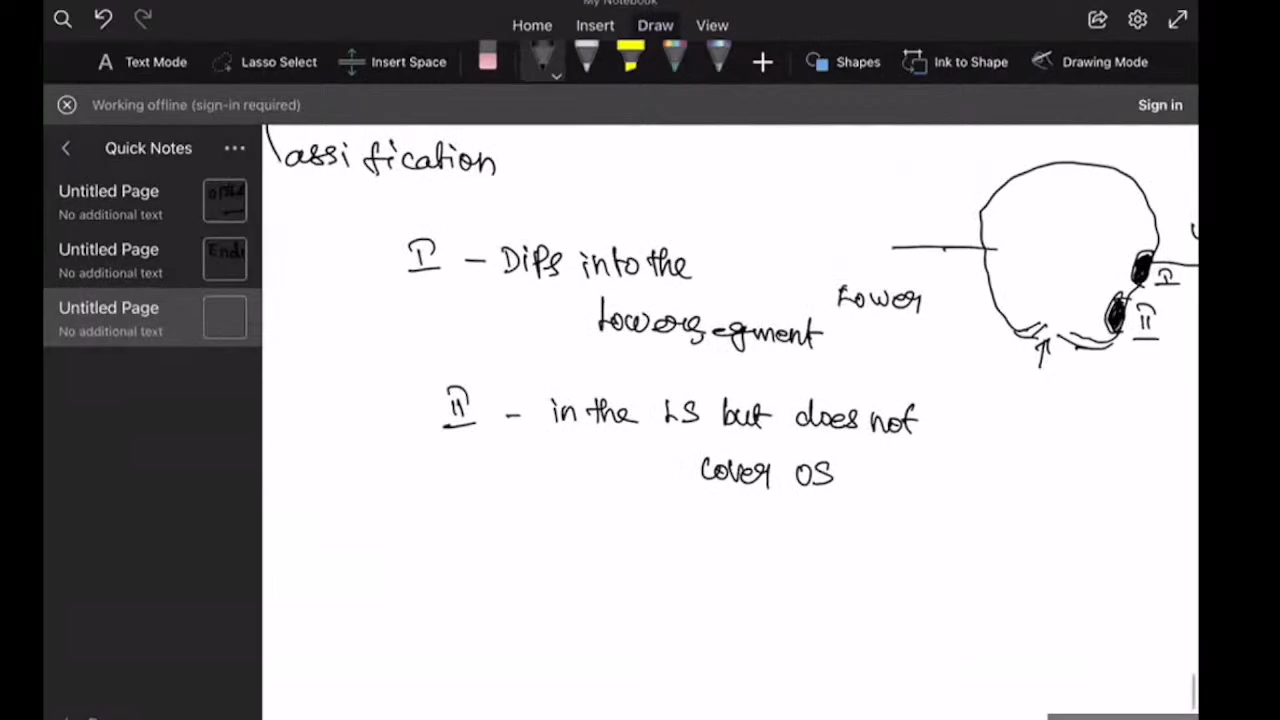 My Notebook
Home Insert Draw View
Text Mode Lasso Select Insert Space Shapes Ink to Shape Drawing Mode
Working offline (sign-in required) Sign in
Quick Notes
Untitled Page
No additional text
Untitled Page
No additional text
Untitled Page
No additional text
lassification
I - Dips into the
lower segment
Lower
I
II
II - in the LS but does not
cover OS